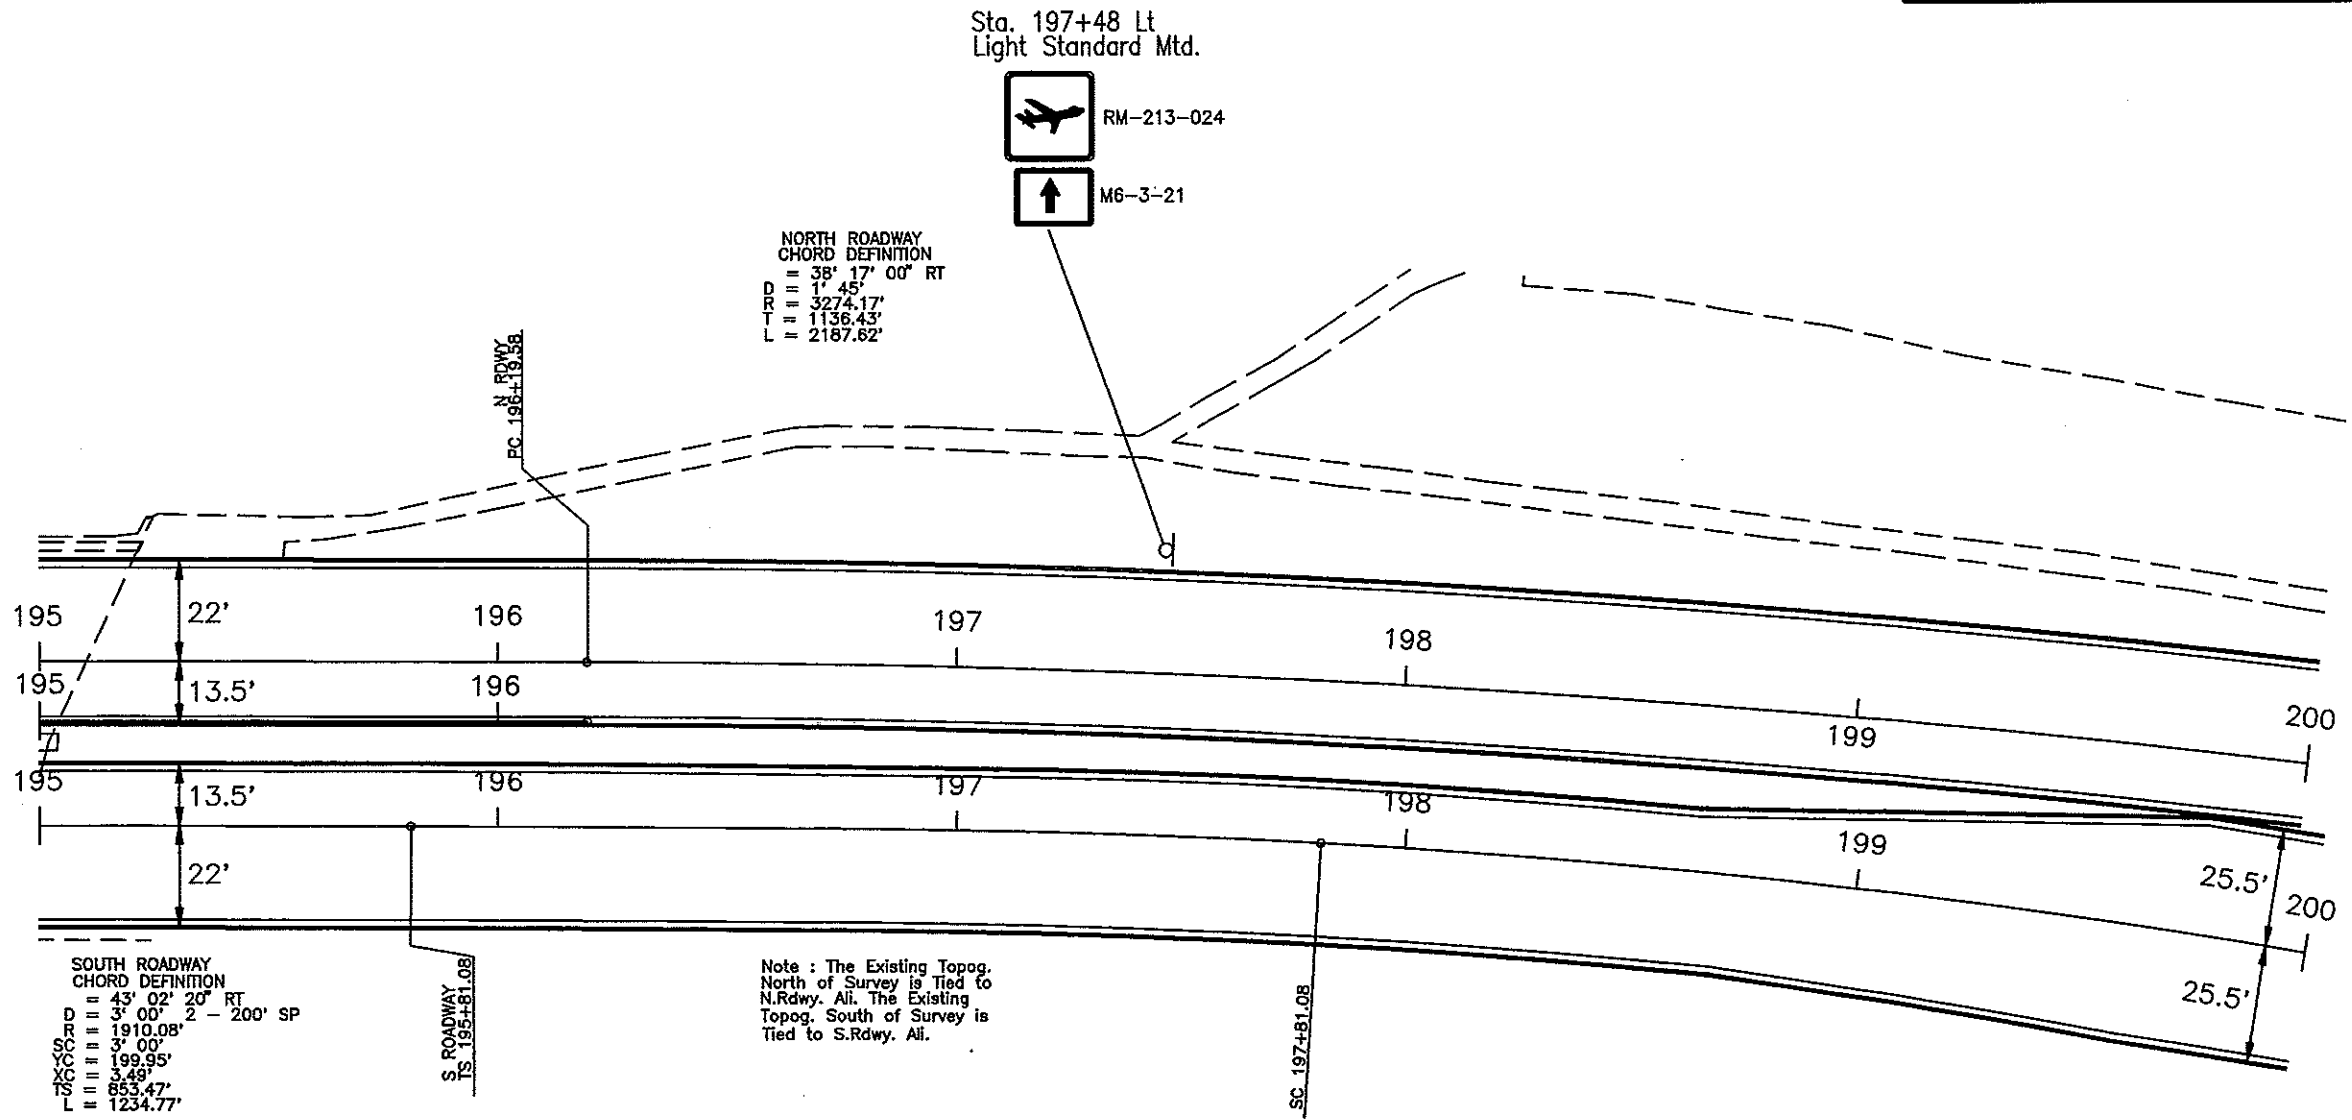 Sta. 197+48 Lt
Light Standard Mtd.
RM-213-024
M6-3-21
NORTH ROADWAY
CHORD DEFINITION
= 38' 17' 00" RT
D = 1' 45'
R = 3274.17'
T = 1136.43'
L = 2187.62'
N RDWY
PC 196+19.58
195
22'
196
197
198
195
13.5'
196
199
200
195
13.5'
196
197
198
199
22'
25.5'
200
25.5'
SOUTH ROADWAY
CHORD DEFINITION
= 43' 02' 20" RT
D = 3' 00' 2 - 200' SP
R = 1910.08'
SC = 3' 00'
YC = 199.95'
XC = 3.49'
TS = 853.47'
L = 1234.77'
S ROADWAY
TS 195+81.08
Note : The Existing Topog.
North of Survey is Tied to
N.Rdwy. Ali. The Existing
Topog. South of Survey is
Tied to S.Rdwy. Ali.
SC 197+81.08